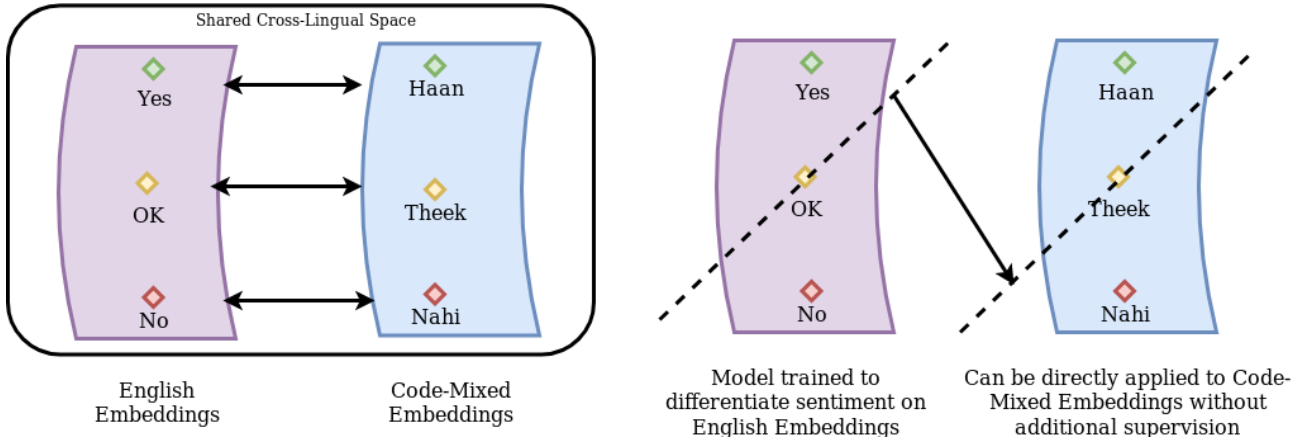 Shared Cross-Lingual Space
Yes
Haan
OK
Theek
No
Nahi
English
Embeddings
Code-Mixed
Embeddings
Yes
Haan
OK
Theek
No
Nahi
Model trained to
differentiate sentiment on
English Embeddings
Can be directly applied to Code-
Mixed Embeddings without
additional supervision